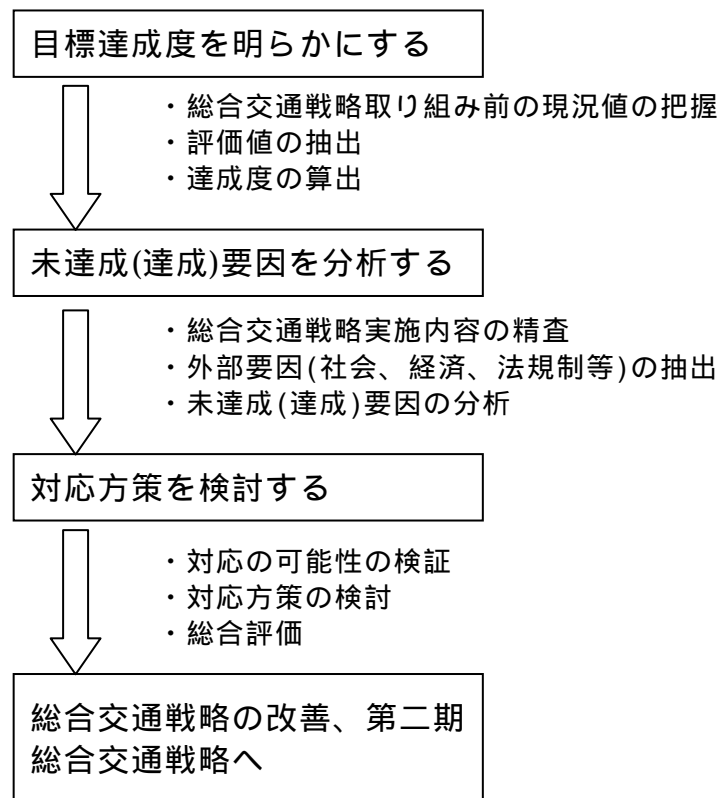 目標達成度を明らかにする
・総合交通戦略取り組み前の現況値の把握
・評価値の抽出
・達成度の算出
未達成(達成)要因を分析する
・総合交通戦略実施内容の精査
・外部要因(社会、経済、法規制等)の抽出
・未達成(達成)要因の分析
対応方策を検討する
・対応の可能性の検証
・対応方策の検討
・総合評価
総合交通戦略の改善、第二期
総合交通戦略へ